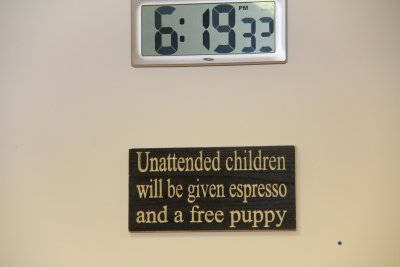 PM
6:19 32
Unattended children
will be given espresso
and a free puppy